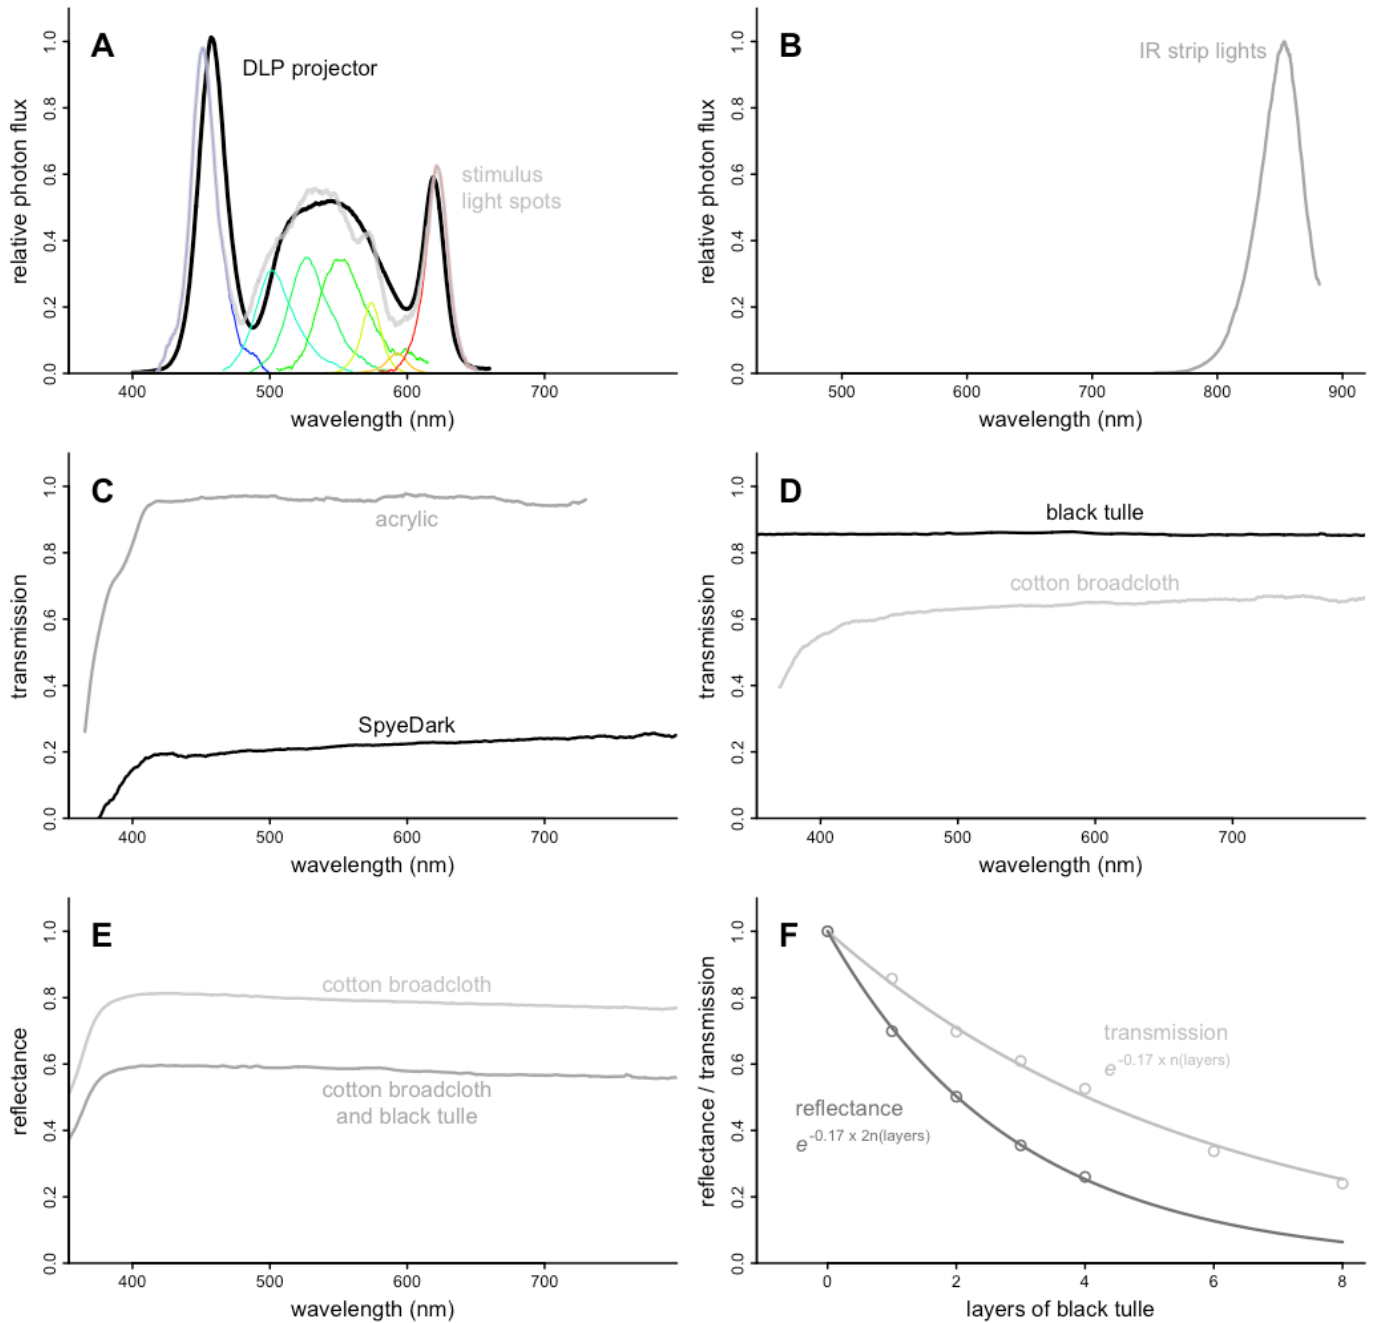 A
DLP projector
stimulus
light spots
relative photon flux
0.0 0.2 0.4 0.6 0.8 1.0
400 500 600 700
wavelength (nm)
B
IR strip lights
relative photon flux
0.0 0.2 0.4 0.6 0.8 1.0
500 600 700 800 900
wavelength (nm)
C
acrylic
SpyeDark
transmission
0.0 0.2 0.4 0.6 0.8 1.0
400 500 600 700
wavelength (nm)
D
black tulle
cotton broadcloth
transmission
0.0 0.2 0.4 0.6 0.8 1.0
400 500 600 700
wavelength (nm)
E
cotton broadcloth
cotton broadcloth
and black tulle
reflectance
0.0 0.2 0.4 0.6 0.8 1.0
400 500 600 700
wavelength (nm)
F
transmission
e-0.17 x n(layers)
reflectance
e-0.17 x 2n(layers)
reflectance / transmission
0.0 0.2 0.4 0.6 0.8 1.0
0 2 4 6 8
layers of black tulle